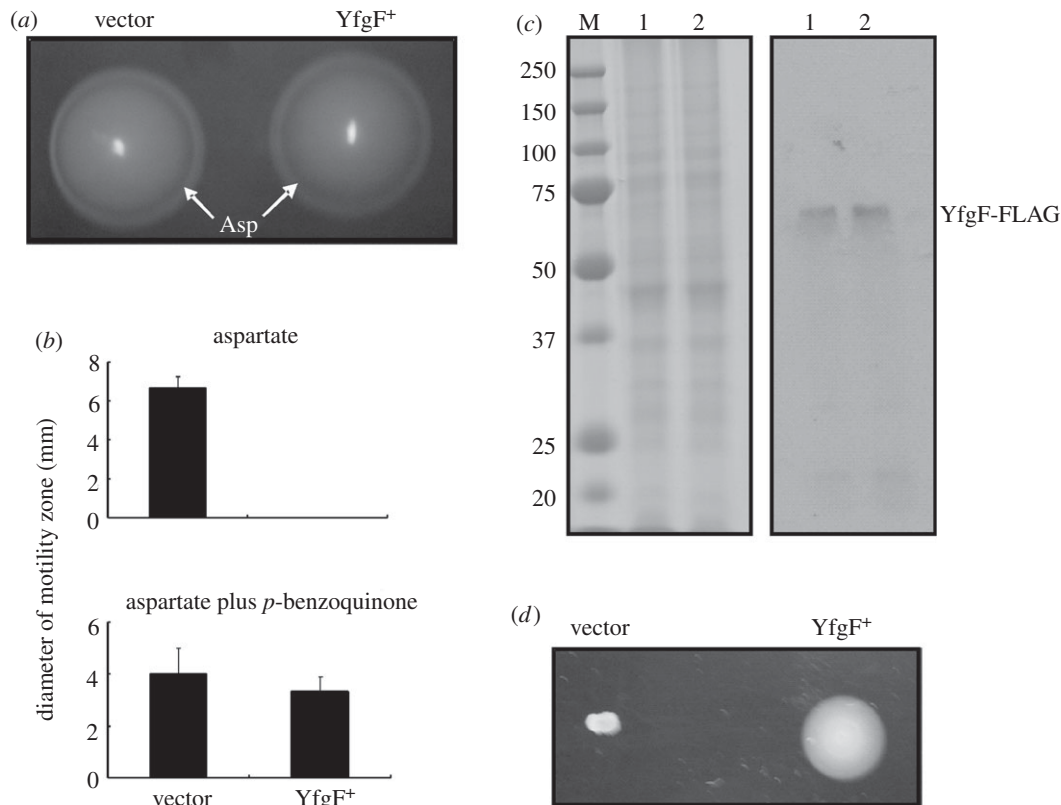 (a)
vector YfgF+
Asp
(b)
aspartate
8
6
4
2
0
diameter of motility zone (mm)
aspartate plus p-benzoquinone
6
4
2
0
vector YfgF+
(c)
M 1 2 1 2
250
150
100
75
50
37
25
20
YfgF-FLAG
(d)
vector YfgF+